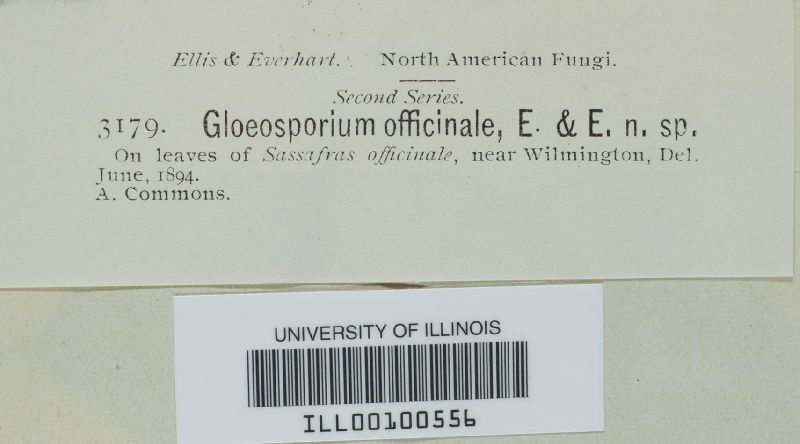 Ellis & Everhart. North American Fungi.
Second Series.
3179. Gloeosporium officinale, E. & E. n. sp.
On leaves of Sassafras officinale, near Wilmington, Del.
June, 1894.
A. Commons.
UNIVERSITY OF ILLINOIS
ILL00100556